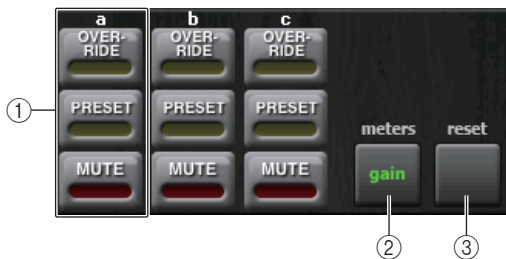 a b c
OVER-RIDE OVER-RIDE OVER-RIDE
① PRESET PRESET PRESET
meters reset
MUTE MUTE MUTE
gain
② ③